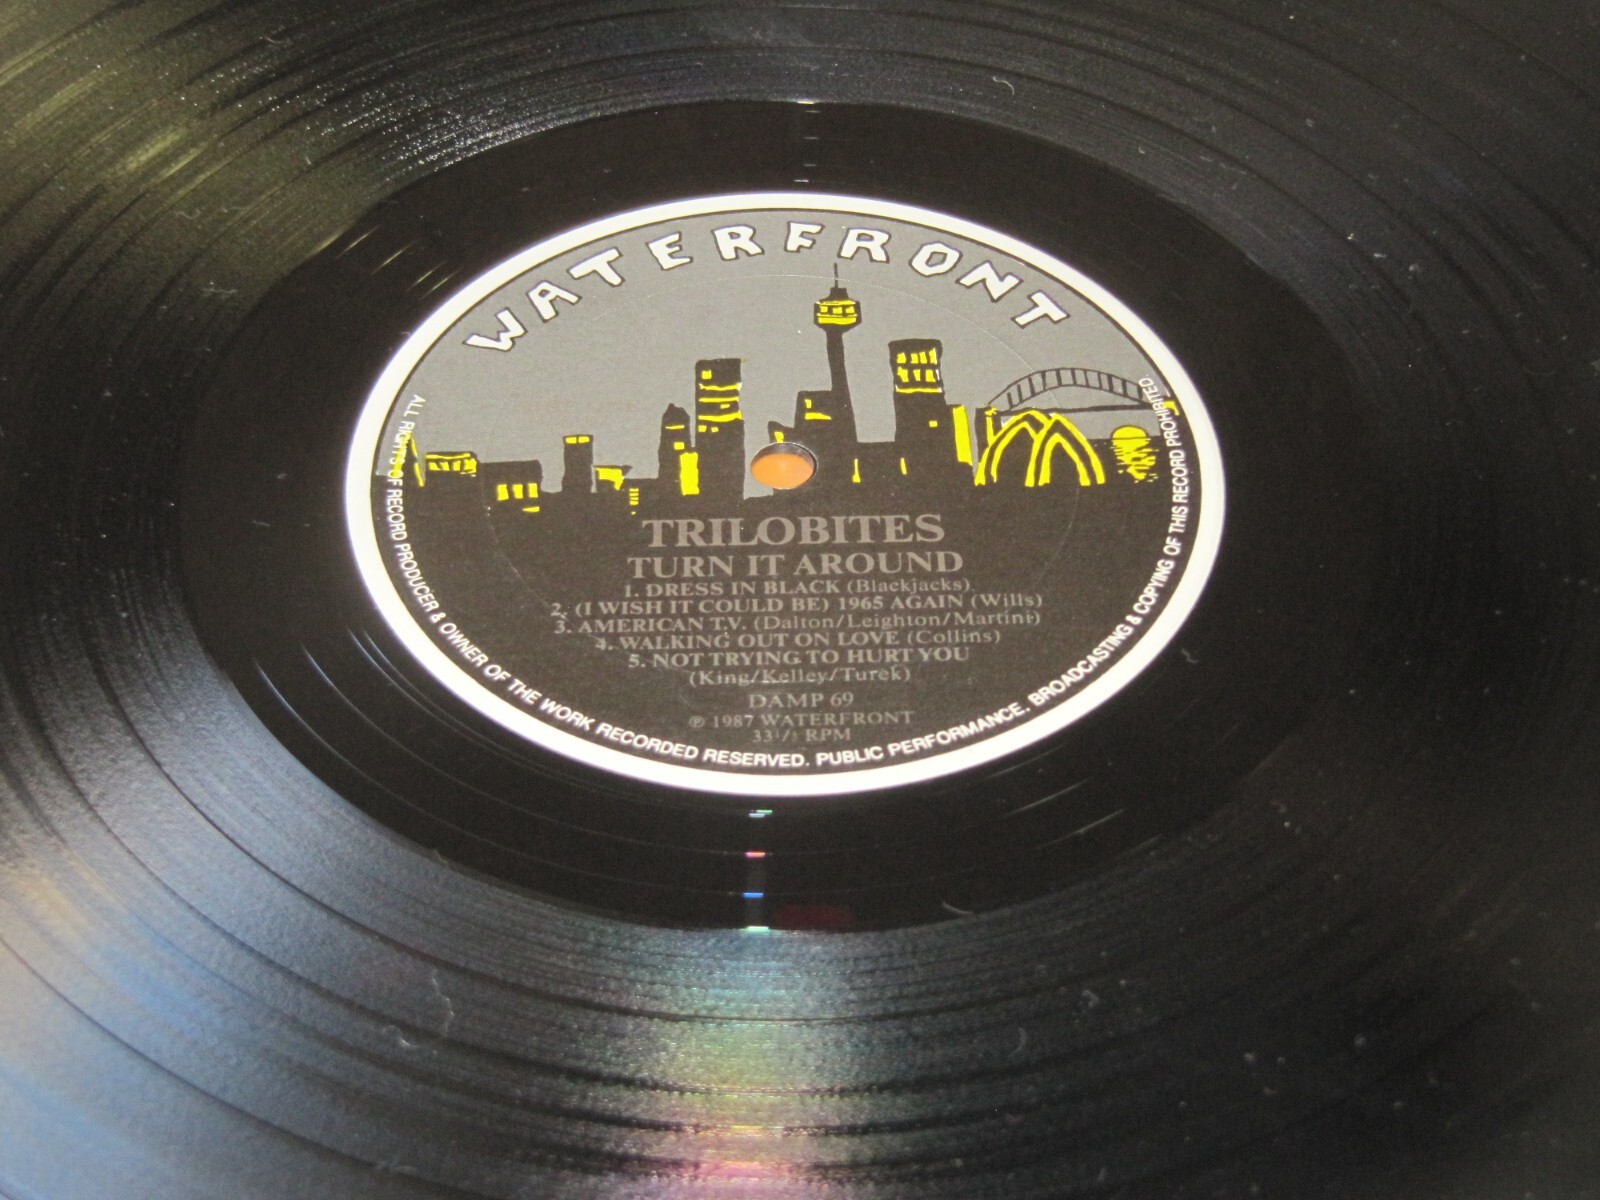 WATERFRONT
TRILOBITES
TURN IT AROUND
1. DRESS IN BLACK (Blackjacks)
2. (I WISH IT COULD BE) 1965 AGAIN (Wills)
3. AMERICAN T.V. (Dalton/Leighton/Martini)
4. WALKING OUT ON LOVE (Collins)
5. NOT TRYING TO HURT YOU
(King/Kelley/Turek)
DAMP 69
℗ 1987 WATERFRONT
33 1/3 RPM
ALL RIGHTS OF RECORD PRODUCER & OWNER OF THE WORK RECORDED RESERVED. PUBLIC PERFORMANCE. BROADCASTING & COPYING OF THIS RECORD PROHIBITED.